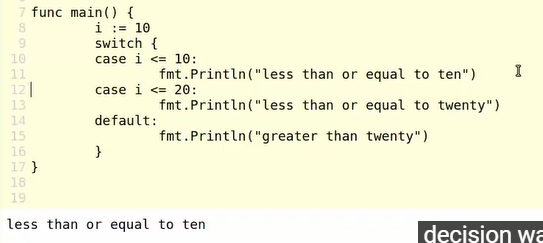 7 func main() {
8 i := 10
9 switch {
10 case i <= 10:
11 fmt.Println("less than or equal to ten")
12 case i <= 20:
13 fmt.Println("less than or equal to twenty")
14 default:
15 fmt.Println("greater than twenty")
16 }
17 }
18
19
less than or equal to ten
decision wa